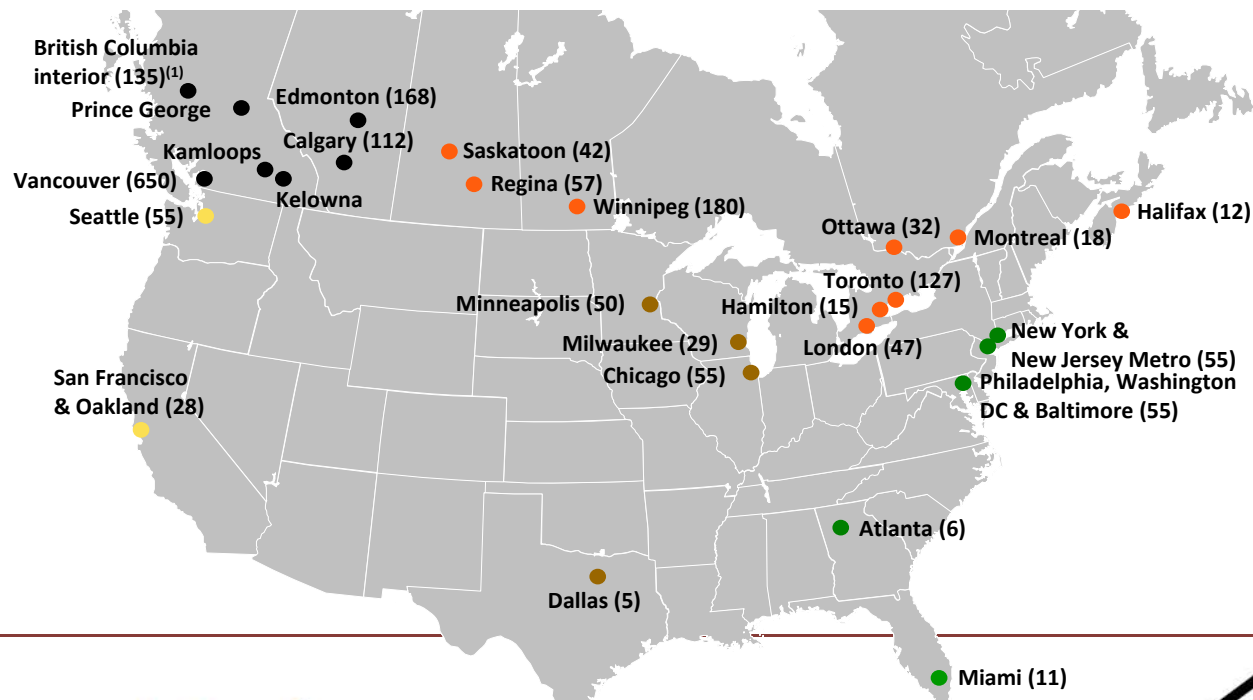 British Columbia
interior (135)(1)
Prince George
Edmonton (168)
Calgary (112)
Kamloops
Vancouver (650)
Kelowna
Seattle (55)
Saskatoon (42)
Regina (57)
Winnipeg (180)
Ottawa (32)
Montreal (18)
Halifax (12)
Toronto (127)
Hamilton (15)
London (47)
Minneapolis (50)
Milwaukee (29)
Chicago (55)
New York &
New Jersey Metro (55)
Philadelphia, Washington
DC & Baltimore (55)
San Francisco
& Oakland (28)
Atlanta (6)
Dallas (5)
Miami (11)